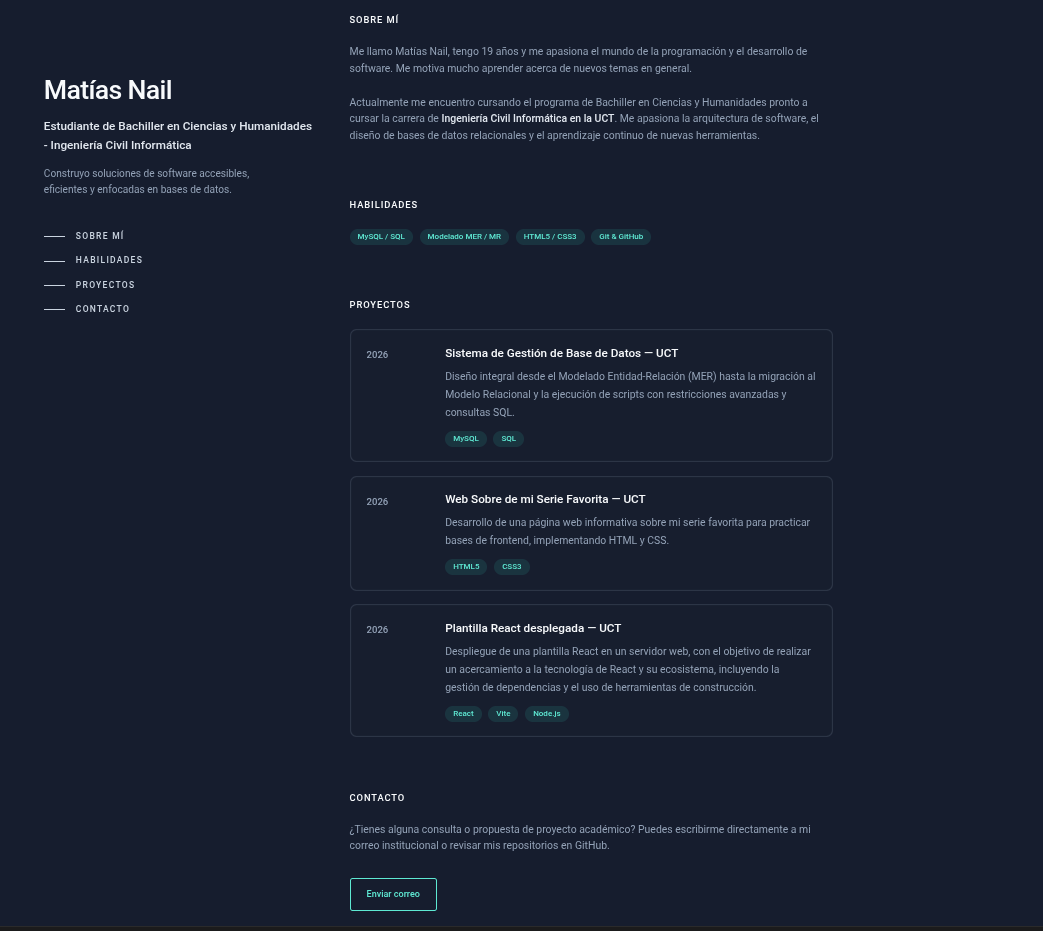 Matías Nail
Estudiante de Bachiller en Ciencias y Humanidades
- Ingeniería Civil Informática
Construyo soluciones de software accesibles,
eficientes y enfocadas en bases de datos.
SOBRE MÍ
HABILIDADES
PROYECTOS
CONTACTO
SOBRE MÍ
Me llamo Matías Nail, tengo 19 años y me apasiona el mundo de la programación y el desarrollo de
software. Me motiva mucho aprender acerca de nuevos temas en general.
Actualmente me encuentro cursando el programa de Bachiller en Ciencias y Humanidades pronto a
cursar la carrera de Ingeniería Civil Informática en la UCT. Me apasiona la arquitectura de software, el
diseño de bases de datos relacionales y el aprendizaje continuo de nuevas herramientas.
HABILIDADES
MySQL / SQL Modelado MER / MR HTML5 / CSS3 Git & GitHub
PROYECTOS
2026
Sistema de Gestión de Base de Datos — UCT
Diseño integral desde el Modelado Entidad-Relación (MER) hasta la migración al
Modelo Relacional y la ejecución de scripts con restricciones avanzadas y
consultas SQL.
MySQL SQL
2026
Web Sobre de mi Serie Favorita — UCT
Desarrollo de una página web informativa sobre mi serie favorita para practicar
bases de frontend, implementando HTML y CSS.
HTML5 CSS3
2026
Plantilla React desplegada — UCT
Despliegue de una plantilla React en un servidor web, con el objetivo de realizar
un acercamiento a la tecnología de React y su ecosistema, incluyendo la
gestión de dependencias y el uso de herramientas de construcción.
React Vite Node.js
CONTACTO
¿Tienes alguna consulta o propuesta de proyecto académico? Puedes escribirme directamente a mi
correo institucional o revisar mis repositorios en GitHub.
Enviar correo